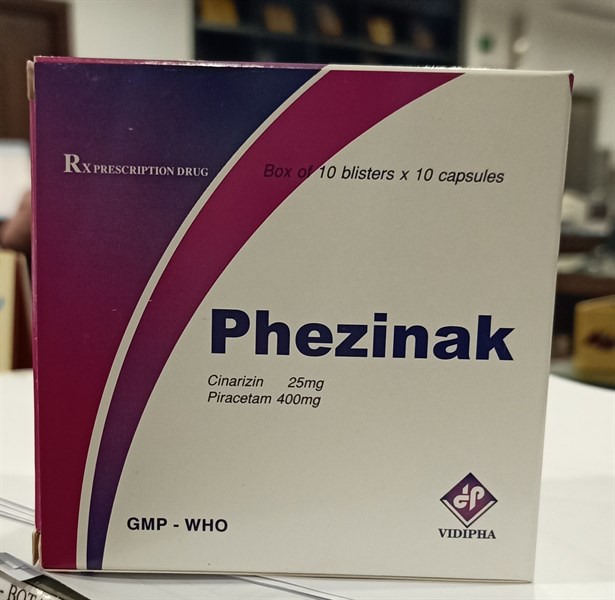 Rx PRESCRIPTION DRUG
Box of 10 blisters x 10 capsules
Phezinak
Cinarizin 25mg
Piracetam 400mg
GMP - WHO
VIDIPHA